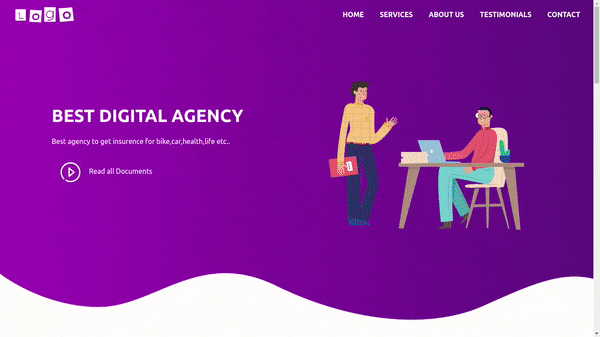 LOGO
HOME SERVICES ABOUT US TESTIMONIALS CONTACT
BEST DIGITAL AGENCY
Best agency to get insurence for bike,car,health,life etc..
Read all Documents